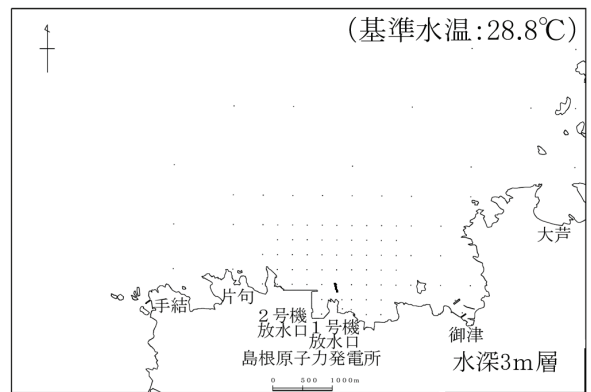 (基準水温:28.8℃)
大芦
手結
片句
２号機
放水口
１号機
放水口
御津
島根原子力発電所
水深3m層
0 500 1000m